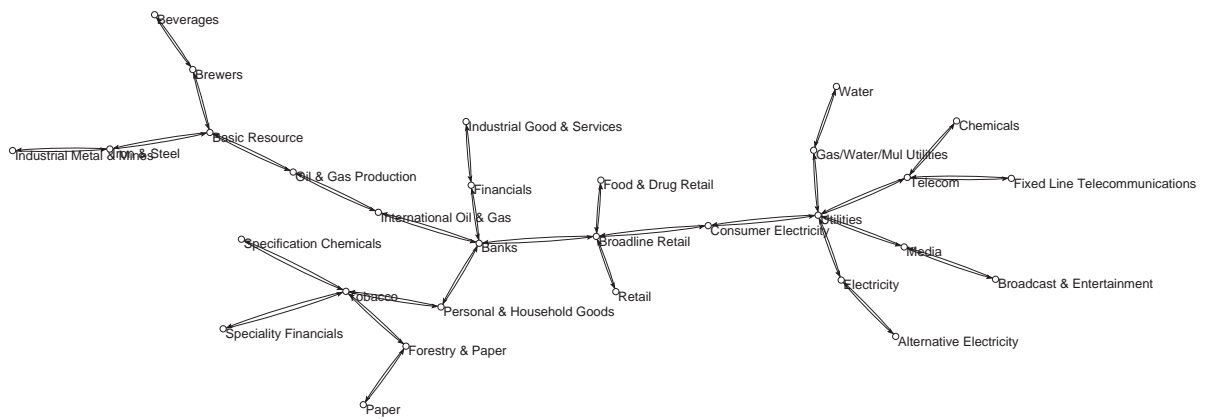 Beverages
Brewers
Water
Basic Resource
Industrial Good & Services
Chemicals
Industrial Metal & Mines
Iron & Steel
Gas/Water/Mul Utilities
Oil & Gas Production
Financials
Food & Drug Retail
Telecom
Fixed Line Telecommunications
International Oil & Gas
Utilities
Consumer Electricity
Specification Chemicals
Banks
Broadline Retail
Media
Tobacco
Retail
Electricity
Broadcast & Entertainment
Personal & Household Goods
Speciality Financials
Forestry & Paper
Alternative Electricity
Paper